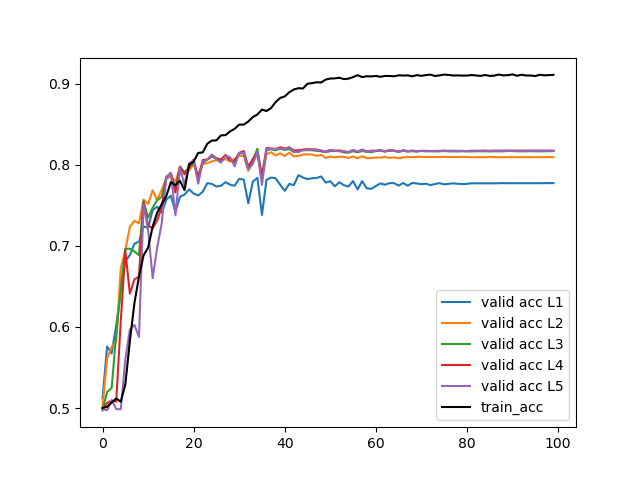 0.9
0.8
0.7
0.6
0.5
0 20 40 60 80 100
valid acc L1
valid acc L2
valid acc L3
valid acc L4
valid acc L5
train_acc